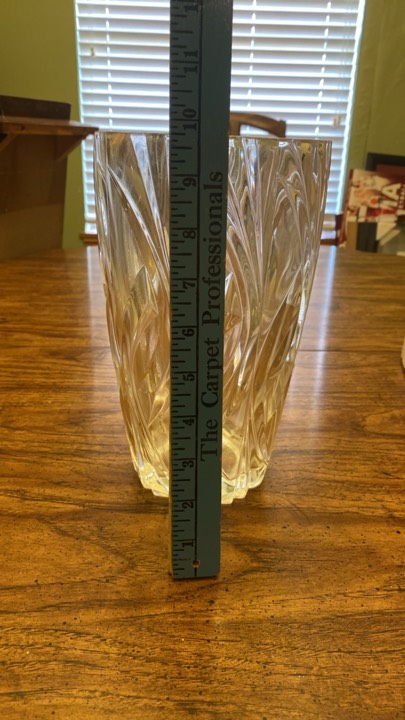 The Carpet Professionals
1 2 3 4 5 6 7 8 9 10 11